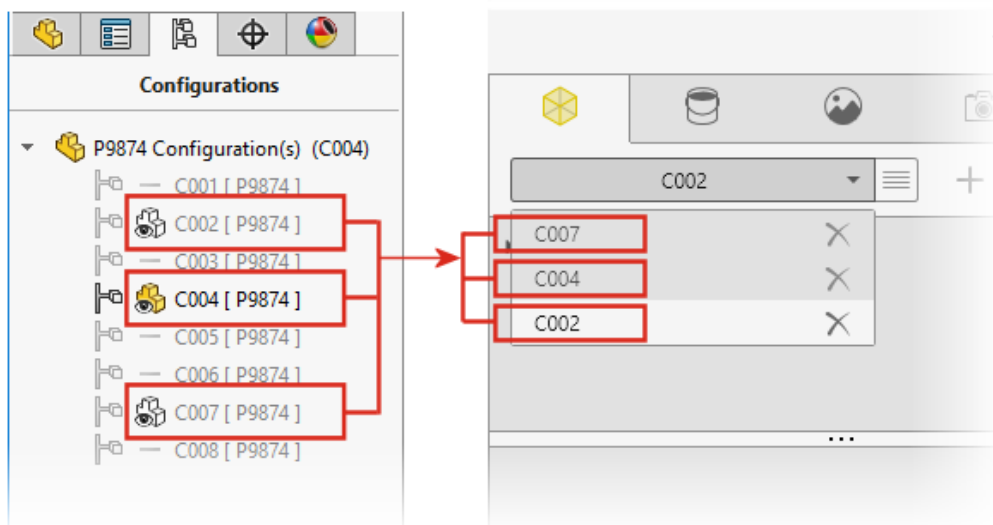 Configurations
P9874 Configuration(s) (C004)
C001 [ P9874 ]
C002 [ P9874 ]
C003 [ P9874 ]
C004 [ P9874 ]
C005 [ P9874 ]
C006 [ P9874 ]
C007 [ P9874 ]
C008 [ P9874 ]
C002
C007
C004
C002